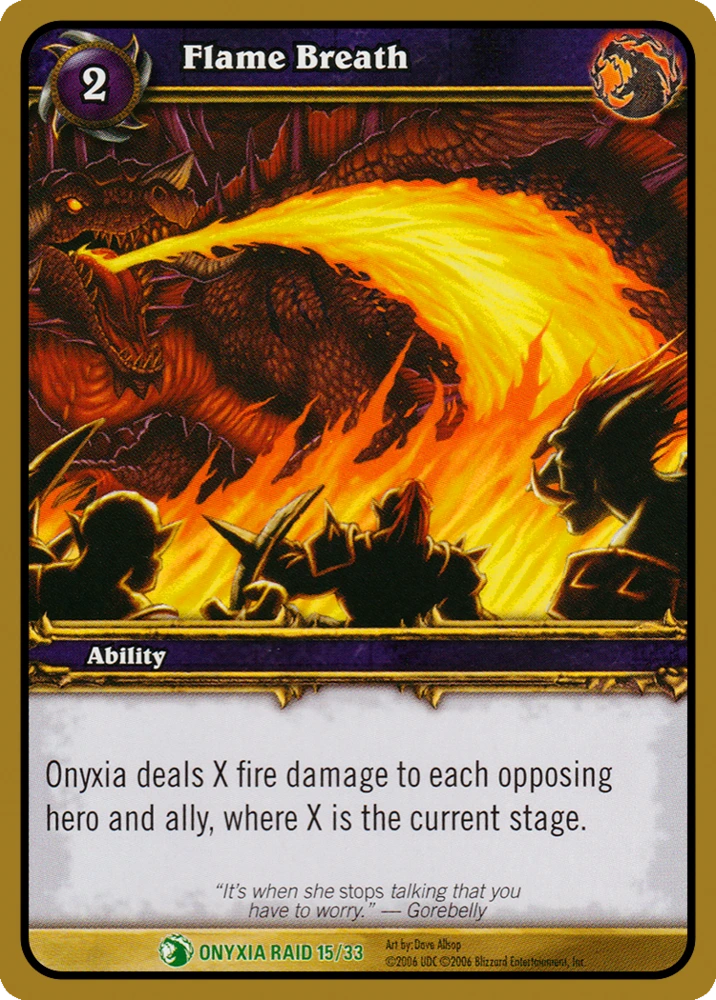 2
Flame Breath
Ability
Onyxia deals X fire damage to each opposing
hero and ally, where X is the current stage.
"It's when she stops talking that you
have to worry." — Gorebelly
ONYXIA RAID 15/33
Art by: Dave Allsop
©2006 UDC ©2006 Blizzard Entertainment, Inc.